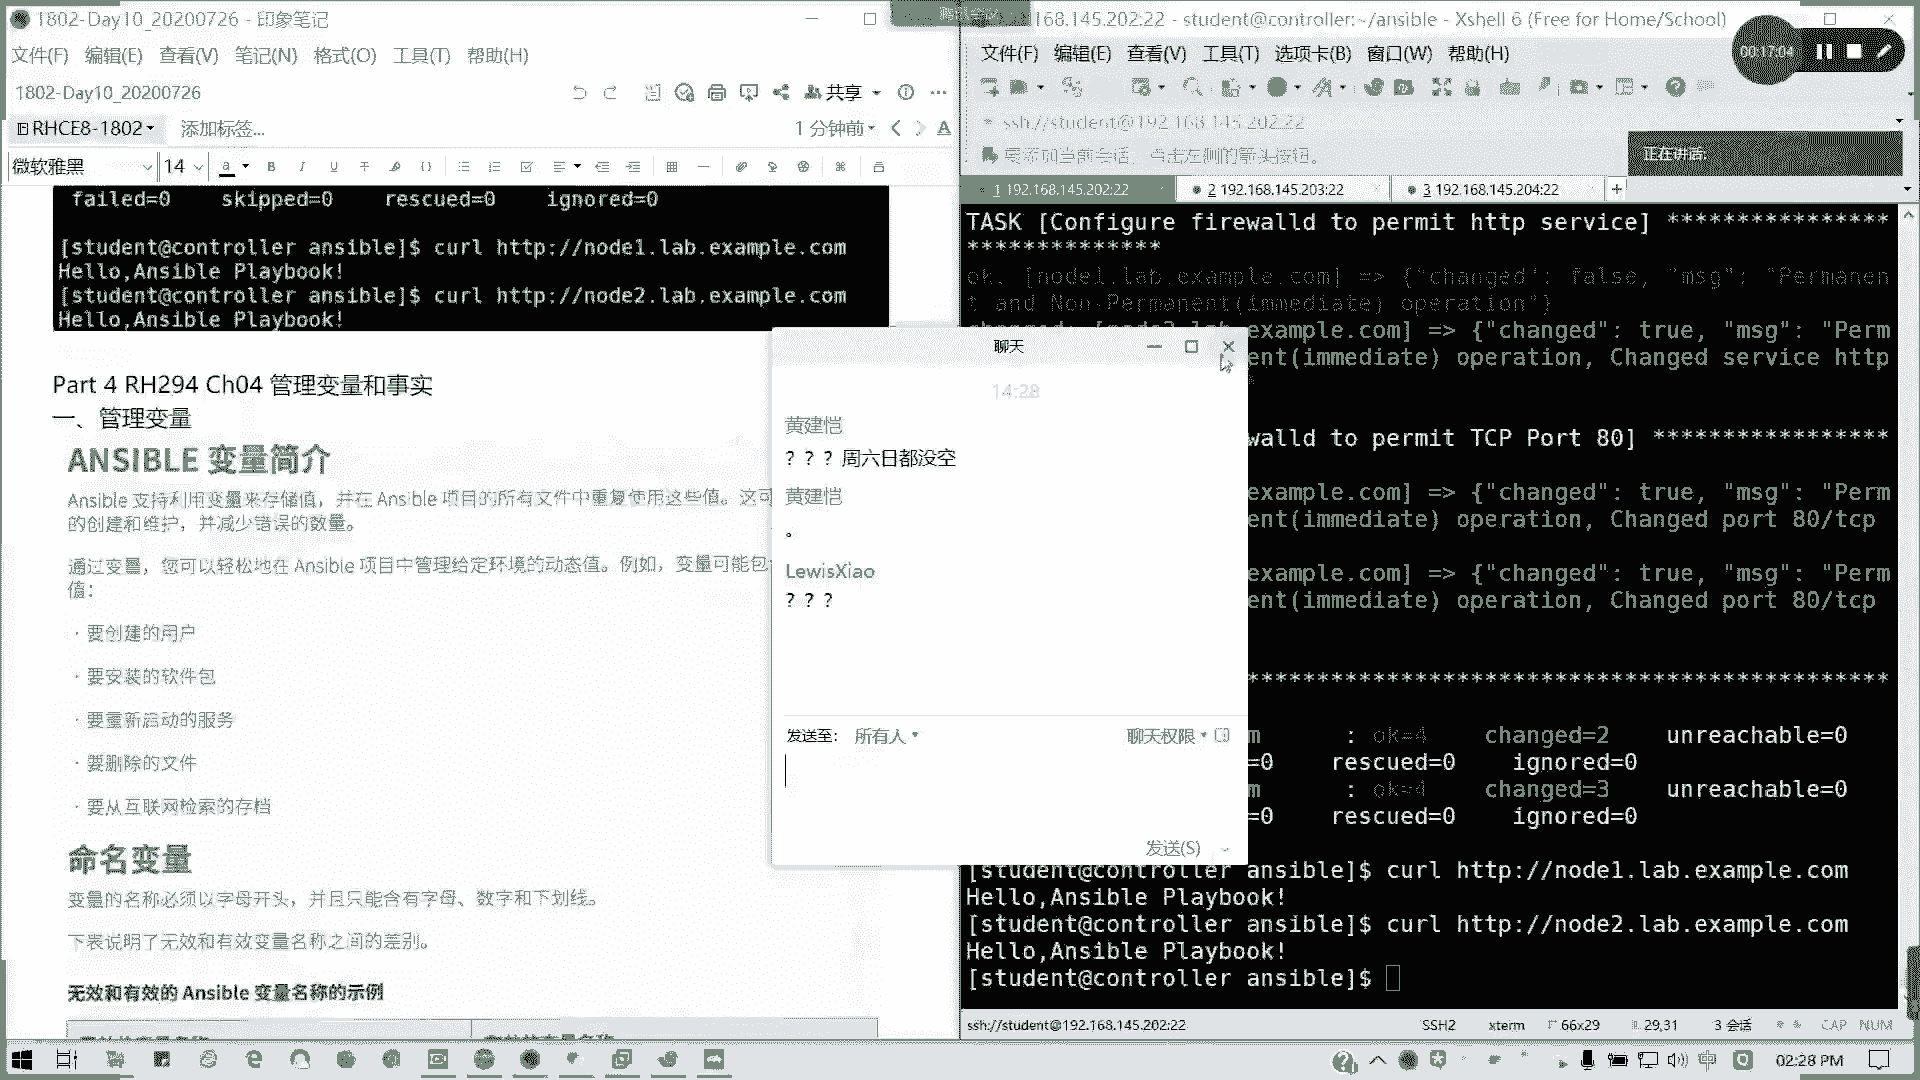 1802-Day10_20200726 - 印象笔记
文件(F) 编辑(E) 查看(V) 笔记(N) 格式(O) 工具(T) 帮助(H)
1802-Day10_20200726
共享
RHCE8-1802 添加标签...
1 分钟前
微软雅黑 14
failed=0 skipped=0 rescued=0 ignored=0
[student@controller ansible]$ curl http://node1.lab.example.com
Hello,Ansible Playbook!
[student@controller ansible]$ curl http://node2.lab.example.com
Hello,Ansible Playbook!
Part 4 RH294 Ch04 管理变量和事实
一、管理变量
ANSIBLE 变量简介
Ansible 支持利用变量来存储值，并在 Ansible 项目的所有文件中重复使用这些值。这可
的创建和维护，并减少错误的数量。
通过变量，您可以轻松地在 Ansible 项目中管理给定环境的动态值。例如，变量可能包
值：
· 要创建的用户
· 要安装的软件包
· 要重新启动的服务
· 要删除的文件
· 要从互联网检索的存档
命名变量
变量的名称必须以字母开头，并且只能含有字母、数字和下划线。
下表说明了无效和有效变量名称之间的差别。
无效和有效的 Ansible 变量名称的示例
聊天
14:28
黄建恺
？？？周六日都没空
黄建恺
。
LewisXiao
？？？
发送至: 所有人 聊天权限
发送(S)
168.145.202:22 - student@controller:~/ansible - Xshell 6 (Free for Home/School)
文件(F) 编辑(E) 查看(V) 工具(T) 选项卡(B) 窗口(W) 帮助(H)
00:17:04
ssh://student@192.168.145.202:22
要添加当前会话，点击左侧的箭头按钮。
正在讲话:
1 192.168.145.202:22 2 192.168.145.203:22 3 192.168.145.204:22
TASK [Configure firewalld to permit http service] ****************
**************
ok: [node1.lab.example.com] => {"changed": false, "msg": "Permanen
t and Non-Permanent(immediate) operation"}
example.com] => {"changed": true, "msg": "Perm
ent(immediate) operation, Changed service http
walld to permit TCP Port 80] ******************
example.com] => {"changed": true, "msg": "Perm
ent(immediate) operation, Changed port 80/tcp
example.com] => {"changed": true, "msg": "Perm
ent(immediate) operation, Changed port 80/tcp
**********************************************
m : ok=4 changed=2 unreachable=0
=0 rescued=0 ignored=0
m : ok=4 changed=3 unreachable=0
=0 rescued=0 ignored=0
[student@controller ansible]$ curl http://node1.lab.example.com
Hello,Ansible Playbook!
[student@controller ansible]$ curl http://node2.lab.example.com
Hello,Ansible Playbook!
[student@controller ansible]$
ssh://student@192.168.145.202:22 SSH2 xterm 66x29 29,31 3 会话 CAP NUM
中 02:28 PM